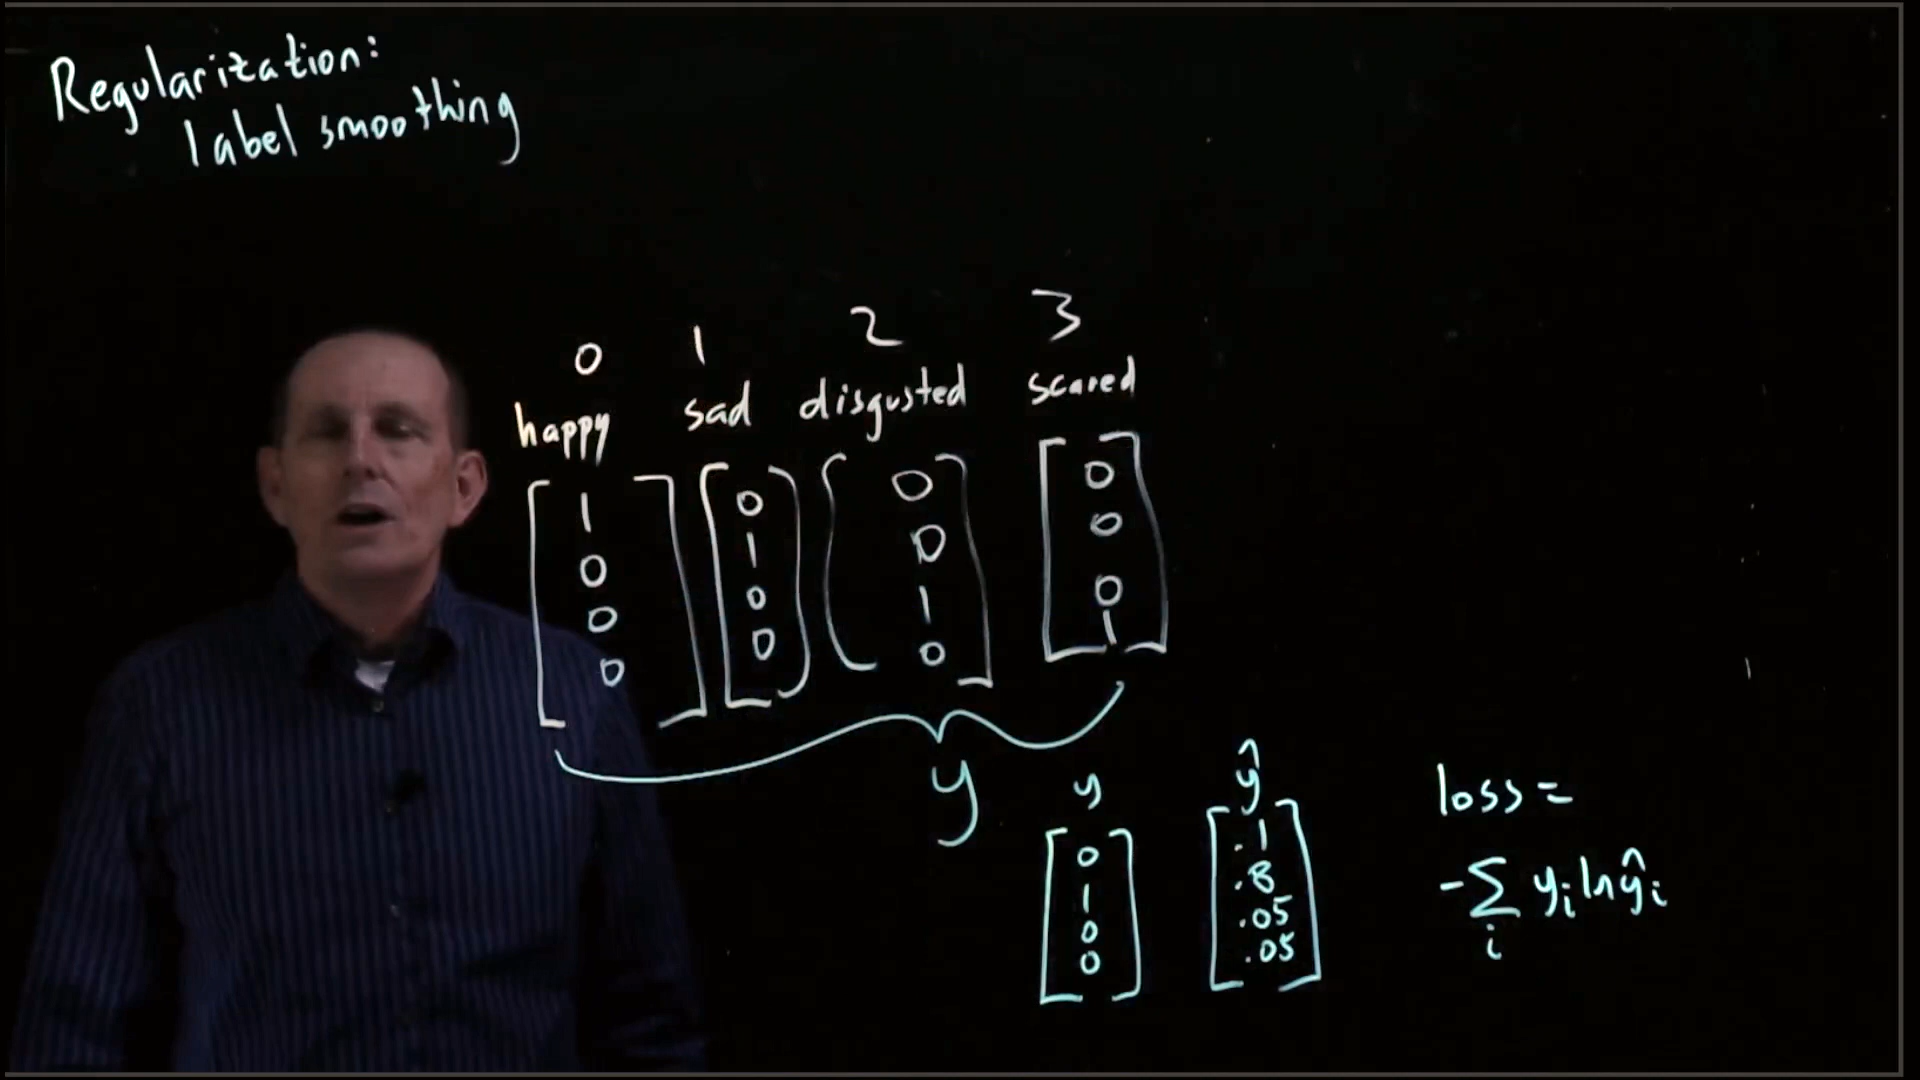 Regularization:
label smoothing
0 1 2 3
happy sad disgusted scared
1 0 0 0
0 1 0 0
0 0 1 0
0 0 0 1
y
y ŷ
0 .1
1 .8
0 .05
0 .05
loss =
-∑ yᵢ ln ŷᵢ
i